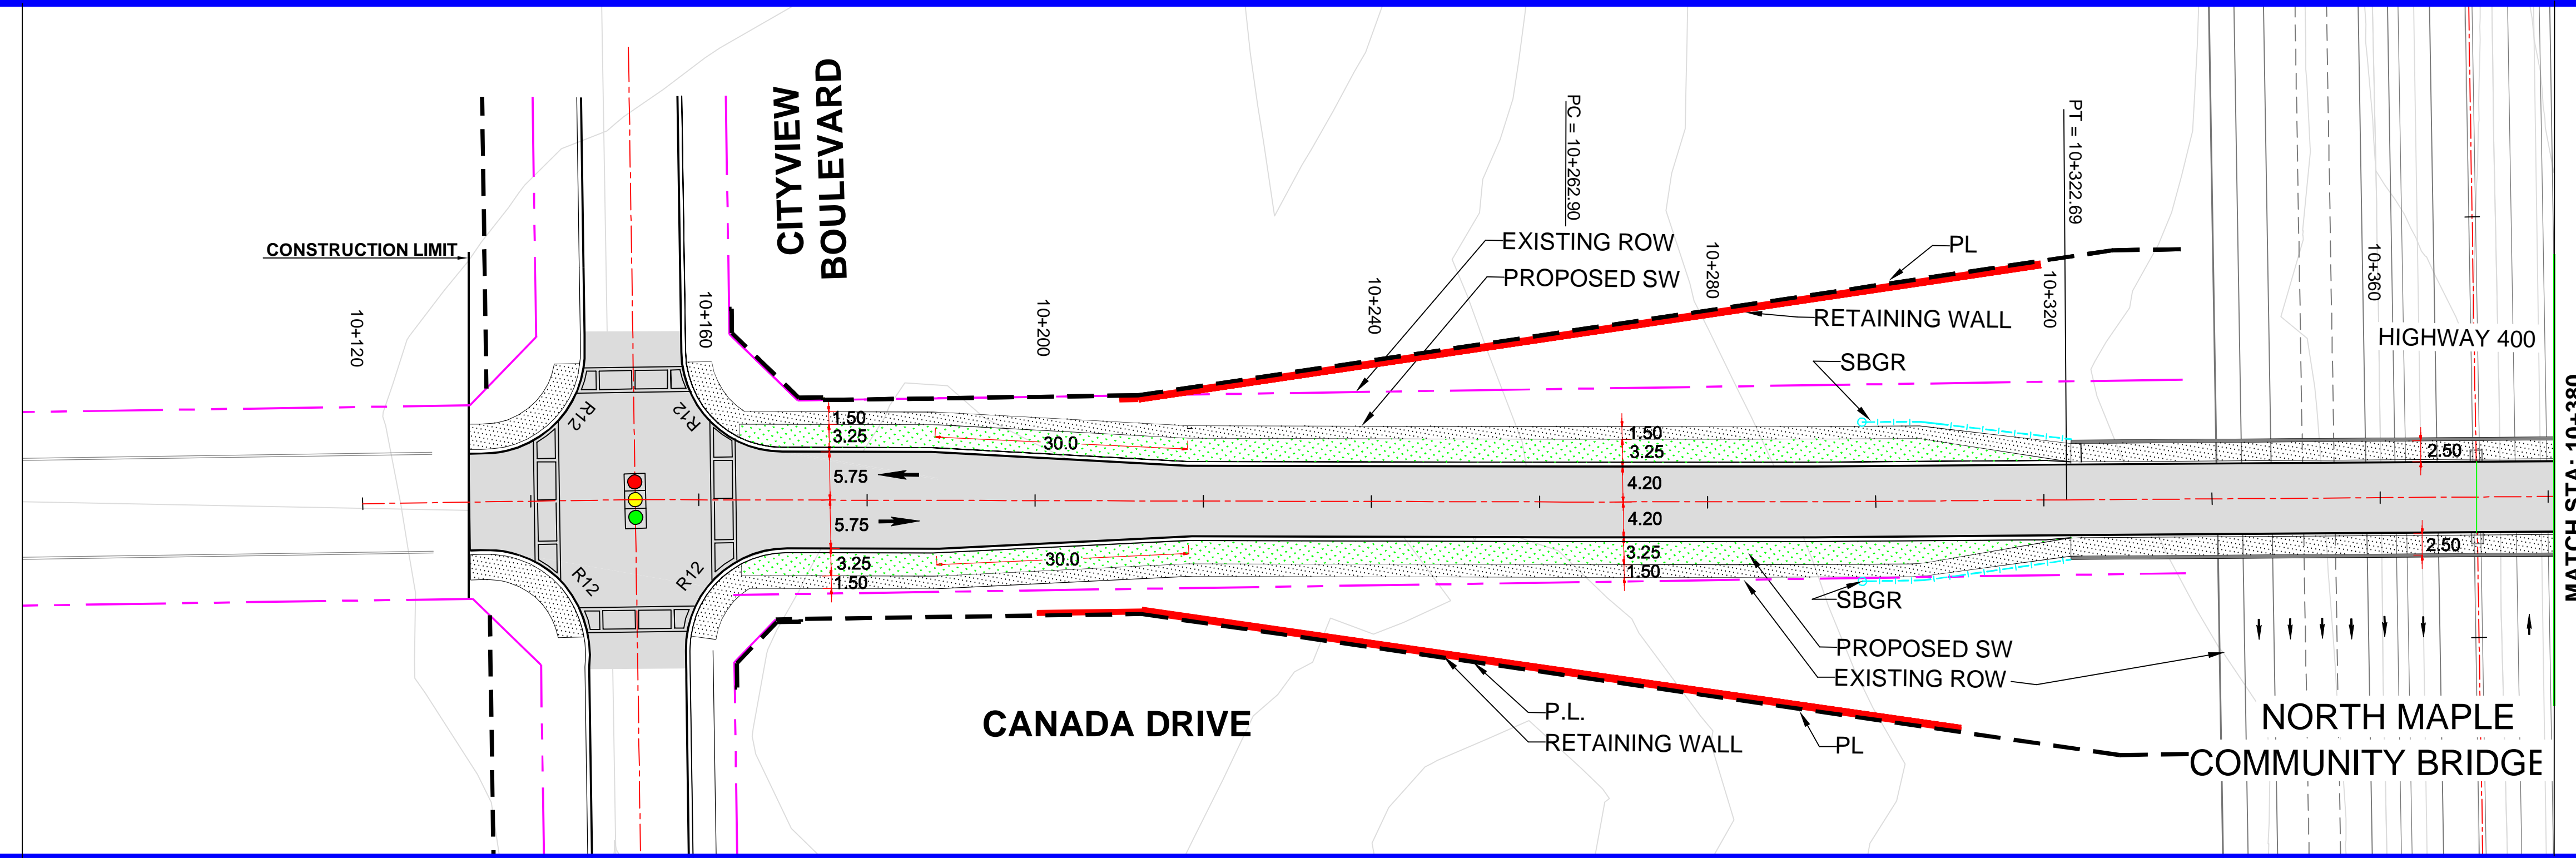 CITYVIEW
BOULEVARD
CONSTRUCTION LIMIT
10+120
10+160
10+200
10+240
PC = 10+262.90
10+280
10+320
PT = 10+322.69
10+360
EXISTING ROW
PROPOSED SW
PL
RETAINING WALL
SBGR
HIGHWAY 400
MATCH STA: 10+380
R12
R12
1.50
3.25
30.0
5.75
5.75
3.25
1.50
30.0
R12
R12
1.50
3.25
4.20
4.20
3.25
1.50
2.50
2.50
SBGR
PROPOSED SW
EXISTING ROW
P.L.
RETAINING WALL
PL
CANADA DRIVE
NORTH MAPLE
COMMUNITY BRIDGE